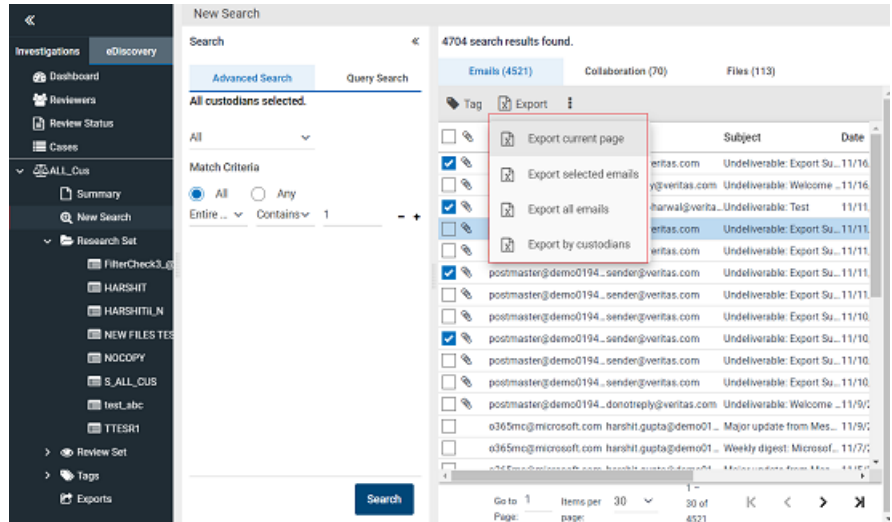 New Search
Investigations
eDiscovery
Dashboard
Reviewers
Review Status
Cases
ALL_Cus
Summary
New Search
Research Set
FilterCheck3_@
HARSHIT
HARSHITii_N
NEW FILES TES
NOCOPY
S_ALL_CUS
test_abc
TTESR1
Review Set
Tags
Exports
Search
Advanced Search
Query Search
All custodians selected.
All
Match Criteria
All
Any
Entire ...
Contains
1
Search
4704 search results found.
Emails (4521)
Collaboration (70)
Files (113)
Tag
Export
Export current page
Export selected emails
Export all emails
Export by custodians
Subject Date
veritas.com Undeliverable: Export Su... 11/16
y@veritas.com Undeliverable: Welcome ... 11/16
harwal@verita... Undeliverable: Test 11/11
veritas.com Undeliverable: Export Su... 11/11
veritas.com Undeliverable: Export Su... 11/11
postmaster@demo0194... sender@veritas.com Undeliverable: Export Su... 11/11
postmaster@demo0194... sender@veritas.com Undeliverable: Export Su... 11/11
postmaster@demo0194... sender@veritas.com Undeliverable: Export Su... 11/10
postmaster@demo0194... sender@veritas.com Undeliverable: Export Su... 11/10
postmaster@demo0194... sender@veritas.com Undeliverable: Export Su... 11/10
postmaster@demo0194... sender@veritas.com Undeliverable: Export Su... 11/10
postmaster@demo0194... donotreply@veritas.com Undeliverable: Welcome ... 11/9/2
o365mc@microsoft.com harshit.gupta@demo01... Major update from Mes... 11/9/2
o365mc@microsoft.com harshit.gupta@demo01... Weekly digest: Microsof... 11/7/2
Go to Page: 1
Items per page: 30
1 – 30 of 4521